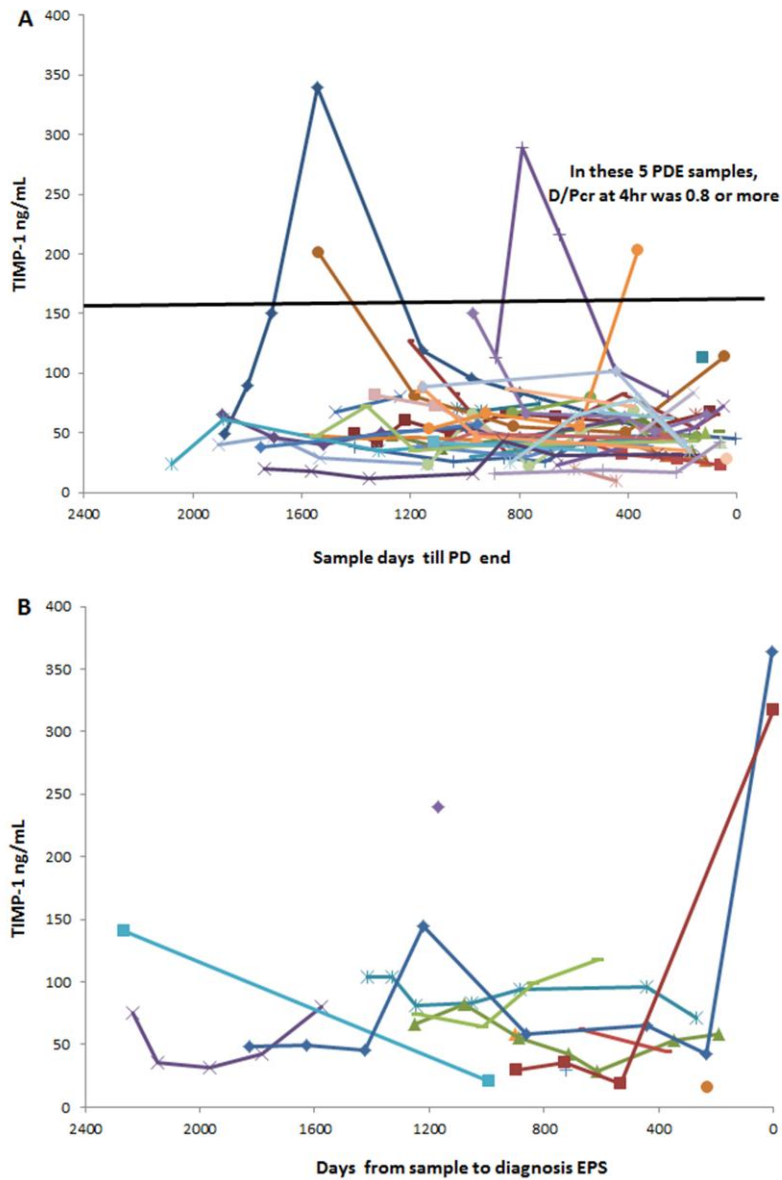 A
400
350
300
In these 5 PDE samples,
D/Pcr at 4hr was 0.8 or more
250
200
150
100
50
0
TIMP-1 ng/mL
2400 2000 1600 1200 800 400 0
Sample days till PD end
B
400
350
300
250
200
150
100
50
0
TIMP-1 ng/mL
2400 2000 1600 1200 800 400 0
Days from sample to diagnosis EPS